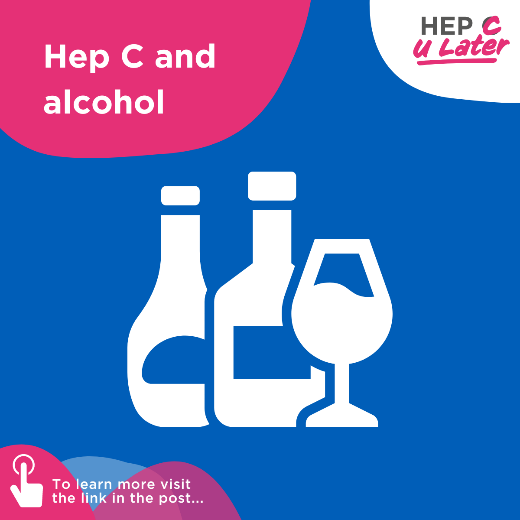 Hep C and
alcohol
HEP C
U Later
To learn more visit
the link in the post...